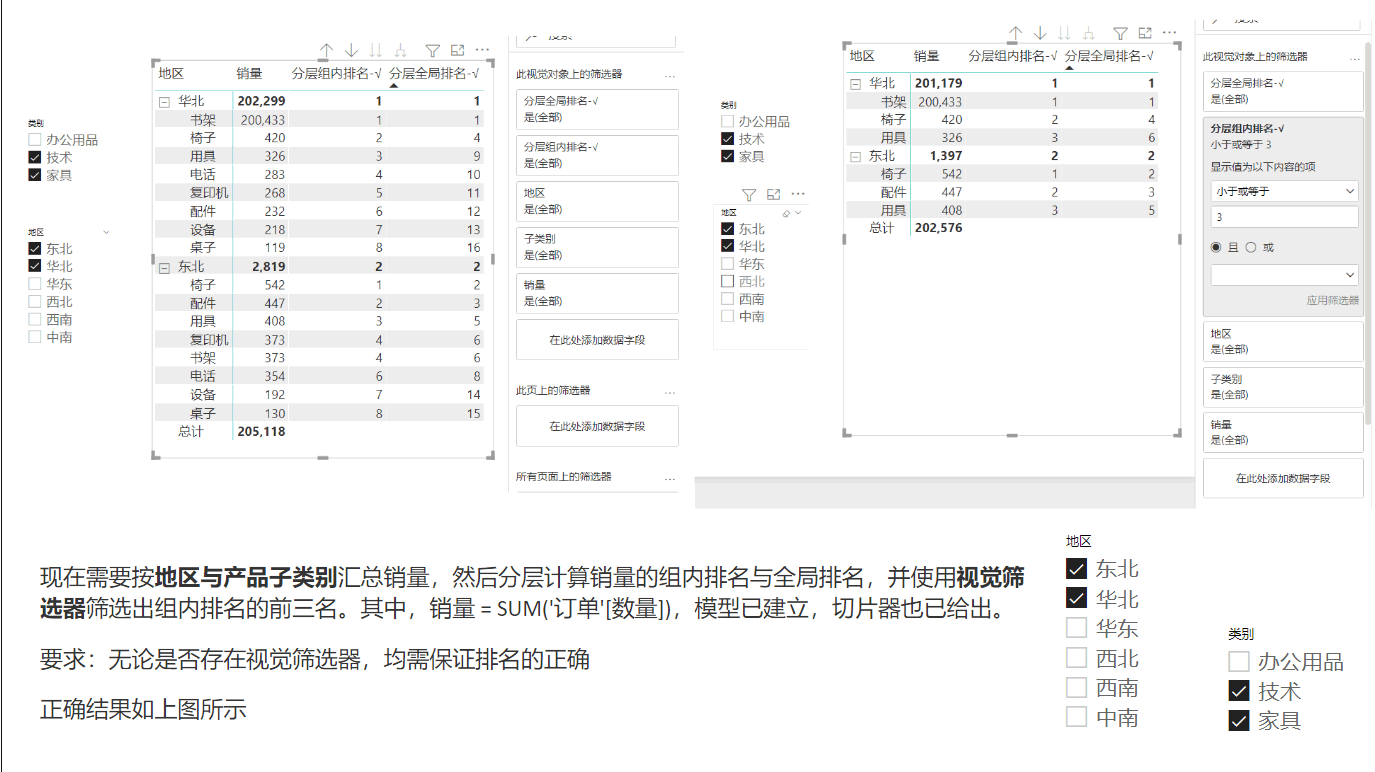 类别
办公用品
技术
家具
地区
东北
华北
华东
西北
西南
中南
地区 销量 分层组内排名-√ 分层全局排名-√
华北 202,299 1 1
书架 200,433 1 1
椅子 420 2 4
用具 326 3 9
电话 283 4 10
复印机 268 5 11
配件 232 6 12
设备 218 7 13
桌子 119 8 16
东北 2,819 2 2
椅子 542 1 2
配件 447 2 3
用具 408 3 5
复印机 373 4 6
书架 373 4 6
电话 354 6 8
设备 192 7 14
桌子 130 8 15
总计 205,118
此视觉对象上的筛选器
分层全局排名-√
是(全部)
分层组内排名-√
是(全部)
地区
是(全部)
子类别
是(全部)
销量
是(全部)
在此处添加数据字段
此页上的筛选器
在此处添加数据字段
所有页面上的筛选器
类别
办公用品
技术
家具
地区
东北
华北
华东
西北
西南
中南
地区 销量 分层组内排名-√ 分层全局排名-√
华北 201,179 1 1
书架 200,433 1 1
椅子 420 2 4
用具 326 3 6
东北 1,397 2 2
椅子 542 1 2
配件 447 2 3
用具 408 3 5
总计 202,576
此视觉对象上的筛选器
分层全局排名-√
是(全部)
分层组内排名-√
小于或等于 3
显示值为以下内容的项
小于或等于
3
且 或
应用筛选器
地区
是(全部)
子类别
是(全部)
销量
是(全部)
在此处添加数据字段
现在需要按地区与产品子类别汇总销量，然后分层计算销量的组内排名与全局排名，并使用视觉筛
选器筛选出组内排名的前三名。其中，销量 = SUM('订单'[数量])，模型已建立，切片器也已给出。
要求：无论是否存在视觉筛选器，均需保证排名的正确
正确结果如上图所示
地区
东北
华北
华东
西北
西南
中南
类别
办公用品
技术
家具